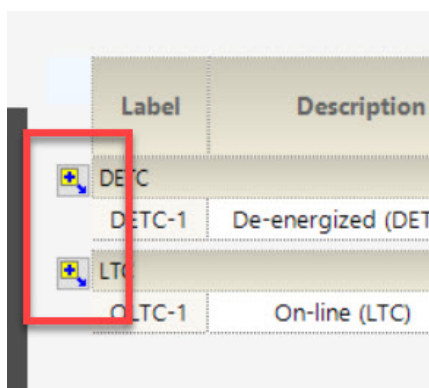 Label Description
DETC
DETC-1 De-energized (DET
LTC
OLTC-1 On-line (LTC)